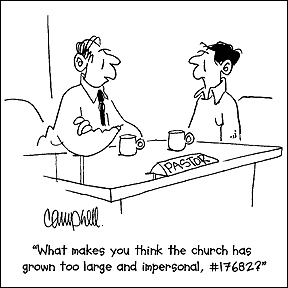 PASTOR
Campbell.
"What makes you think the church has
grown too large and impersonal, #17682?"